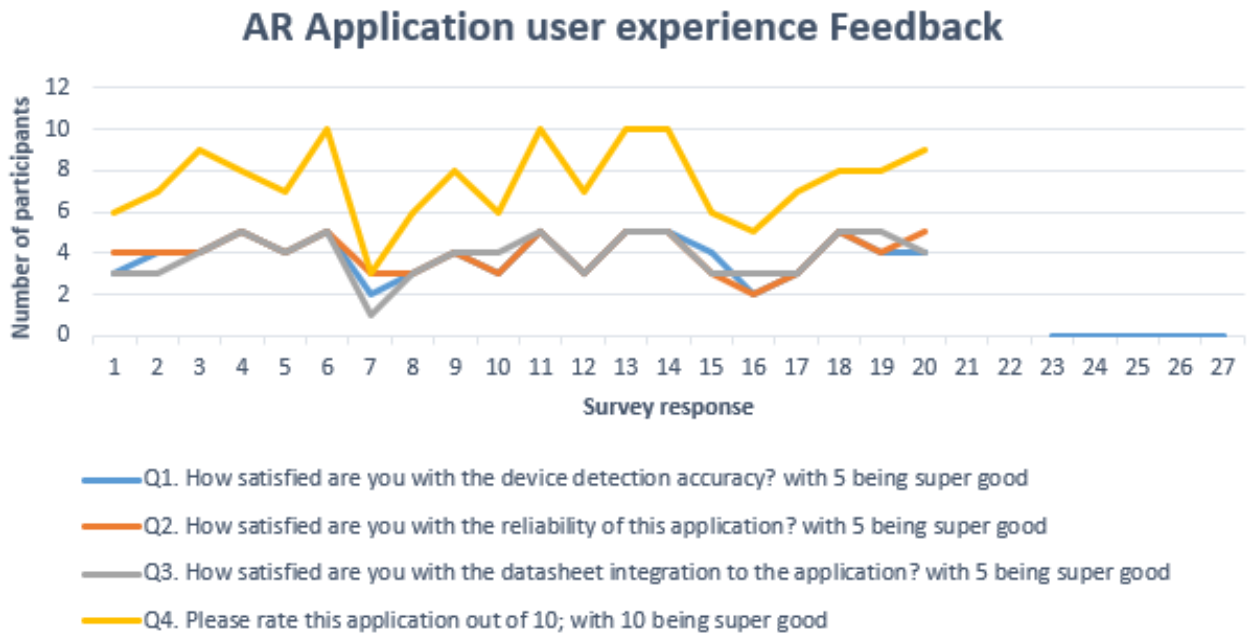 AR Application user experience Feedback
12
10
8
6
4
2
0
Number of participants
1 2 3 4 5 6 7 8 9 10 11 12 13 14 15 16 17 18 19 20 21 22 23 24 25 26 27
Survey response
Q1. How satisfied are you with the device detection accuracy? with 5 being super good
Q2. How satisfied are you with the reliability of this application? with 5 being super good
Q3. How satisfied are you with the datasheet integration to the application? with 5 being super good
Q4. Please rate this application out of 10; with 10 being super good